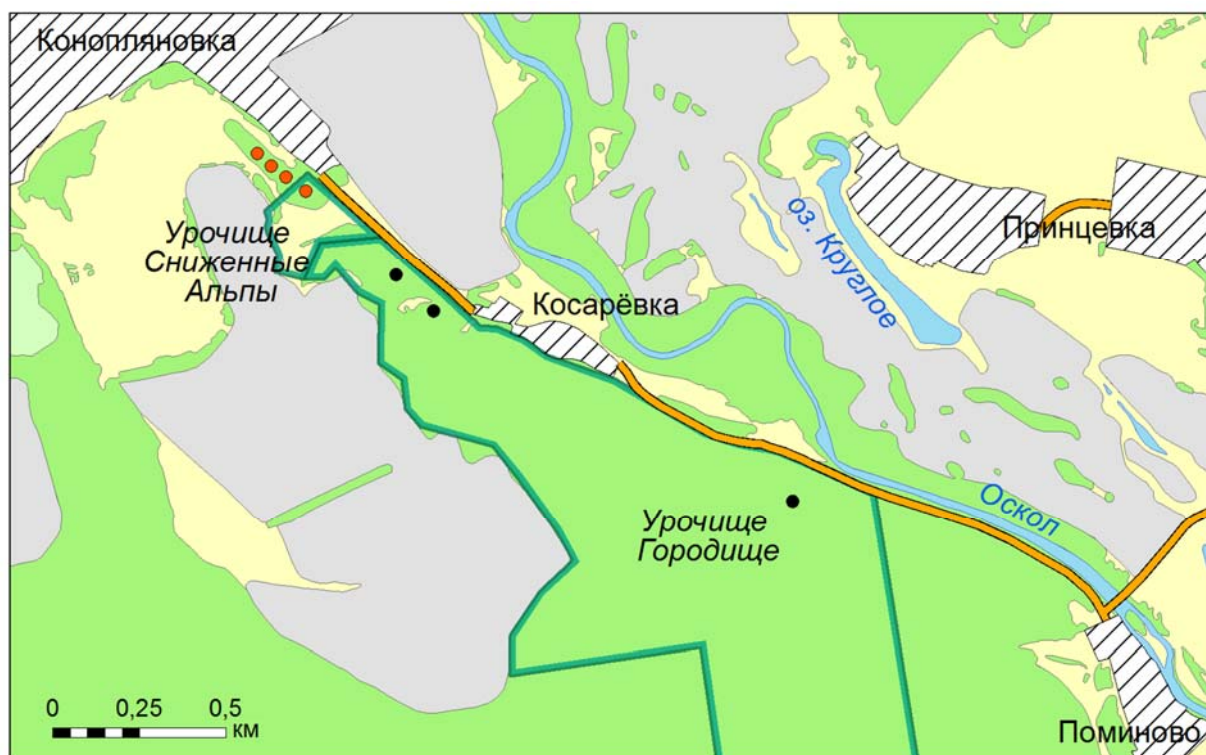 Конопляновка
Урочище
Сниженные
Альпы
Косарёвка
оз. Круглое
Принцевка
Урочище
Городище
Оскол
0 0,25 0,5
км
Поминово